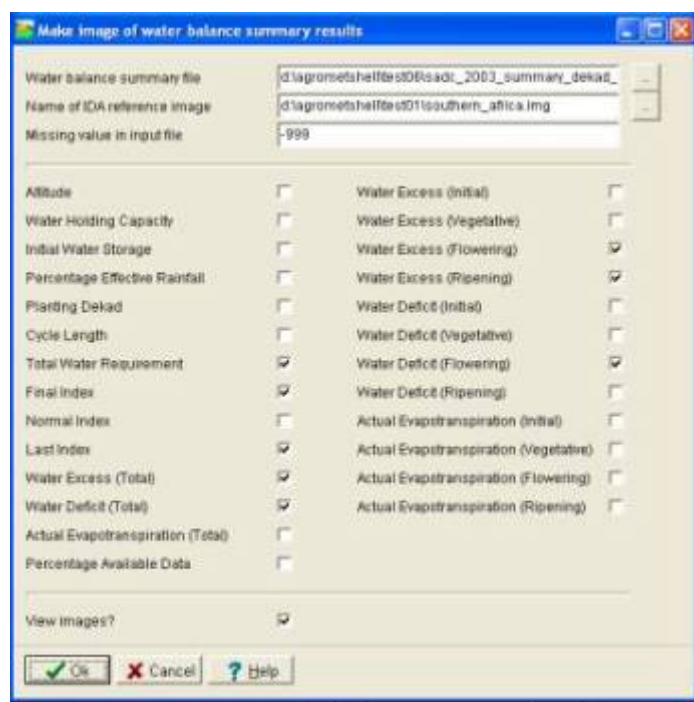 Make image of water balance summary results
Water balance summary file d:\agrometshell\test06\sadc_2003_summary_dekad_ ...
Name of IDA reference image d:\agrometshell\test01\southern_africa.img ...
Missing value in input file -999
Altitude Water Excess (Initial)
Water Holding Capacity Water Excess (Vegetative)
Initial Water Storage Water Excess (Flowering)
Percentage Effective Rainfall Water Excess (Ripening)
Planting Dekad Water Deficit (Initial)
Cycle Length Water Deficit (Vegetative)
Total Water Requirement Water Deficit (Flowering)
Final Index Water Deficit (Ripening)
Normal Index Actual Evapotranspiration (Initial)
Last Index Actual Evapotranspiration (Vegetative)
Water Excess (Total) Actual Evapotranspiration (Flowering)
Water Deficit (Total) Actual Evapotranspiration (Ripening)
Actual Evapotranspiration (Total)
Percentage Available Data
View images?
Ok Cancel Help